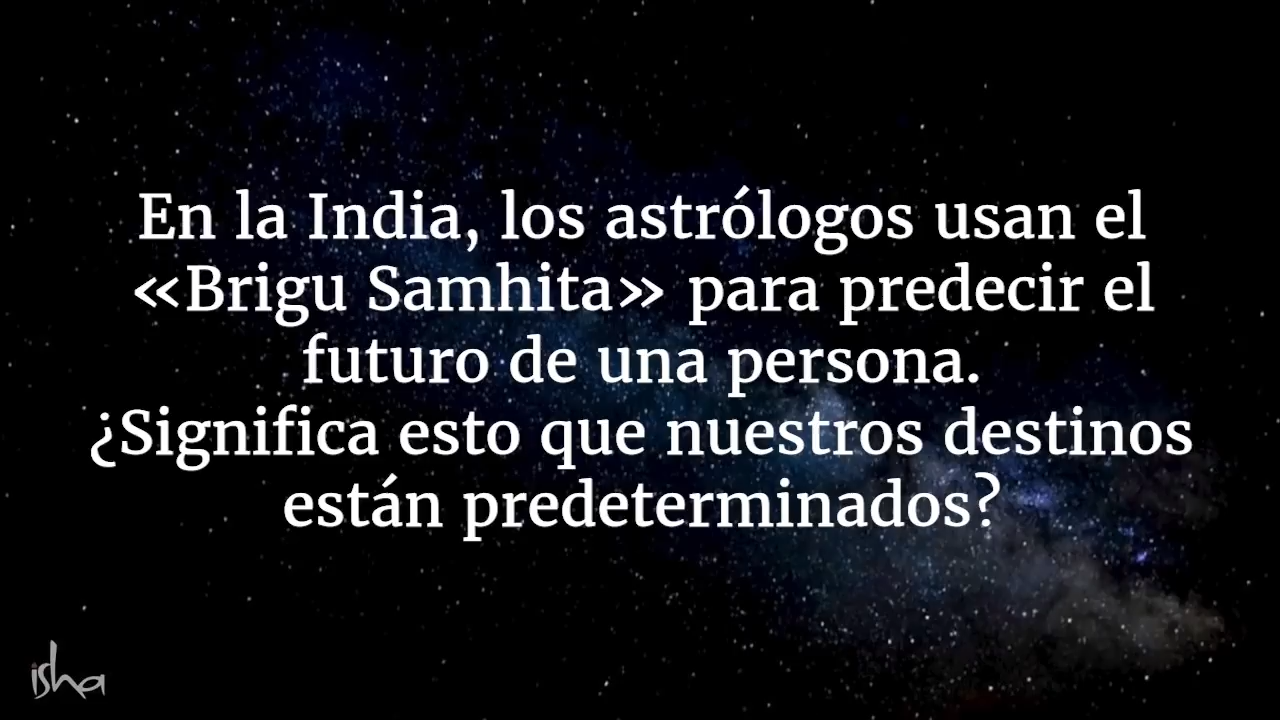 En la India, los astrólogos usan el
«Brigu Samhita» para predecir el
futuro de una persona.
¿Significa esto que nuestros destinos
están predeterminados?
isha